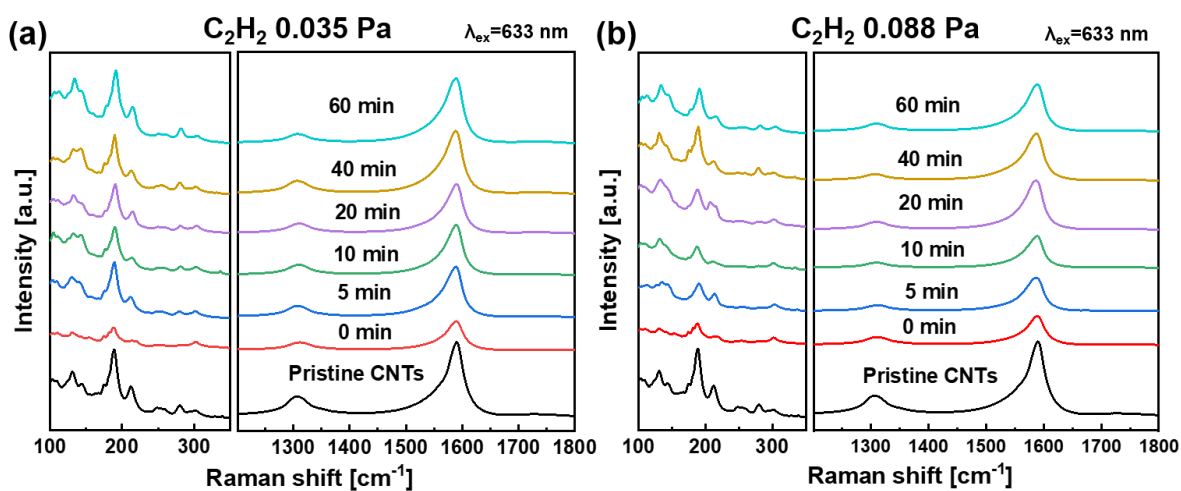 (a) C₂H₂ 0.035 Pa λex=633 nm
60 min
40 min
20 min
10 min
5 min
0 min
Pristine CNTs
Intensity [a.u.]
100 200 300 1300 1400 1500 1600 1700 1800
Raman shift [cm⁻¹]
(b) C₂H₂ 0.088 Pa λex=633 nm
60 min
40 min
20 min
10 min
5 min
0 min
Pristine CNTs
Intensity [a.u.]
100 200 300 1300 1400 1500 1600 1700 1800
Raman shift [cm⁻¹]